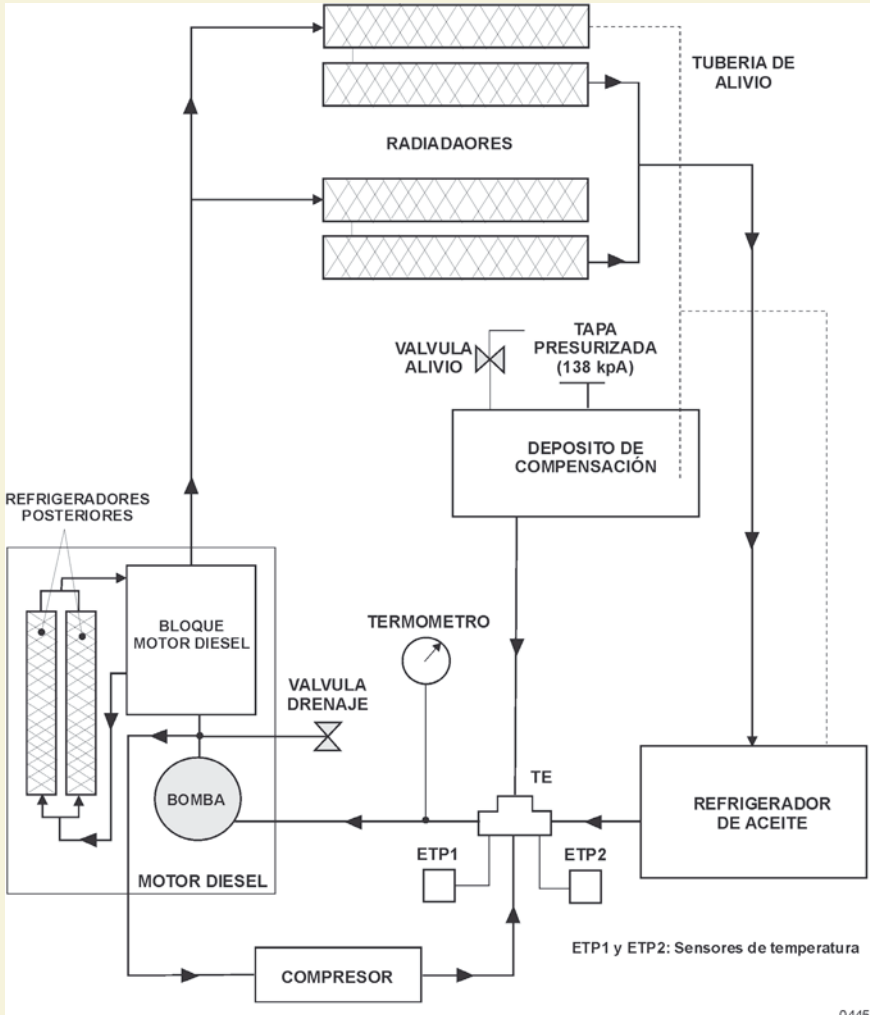 TUBERIA DE
ALIVIO
RADIADAORES
VALVULA
ALIVIO
TAPA
PRESURIZADA
(138 kpA)
DEPOSITO DE
COMPENSACIÓN
REFRIGERADORES
POSTERIORES
BLOQUE
MOTOR DIESEL
TERMOMETRO
VALVULA
DRENAJE
BOMBA
TE
REFRIGERADOR
DE ACEITE
ETP1
ETP2
MOTOR DIESEL
COMPRESOR
ETP1 y ETP2: Sensores de temperatura
0445